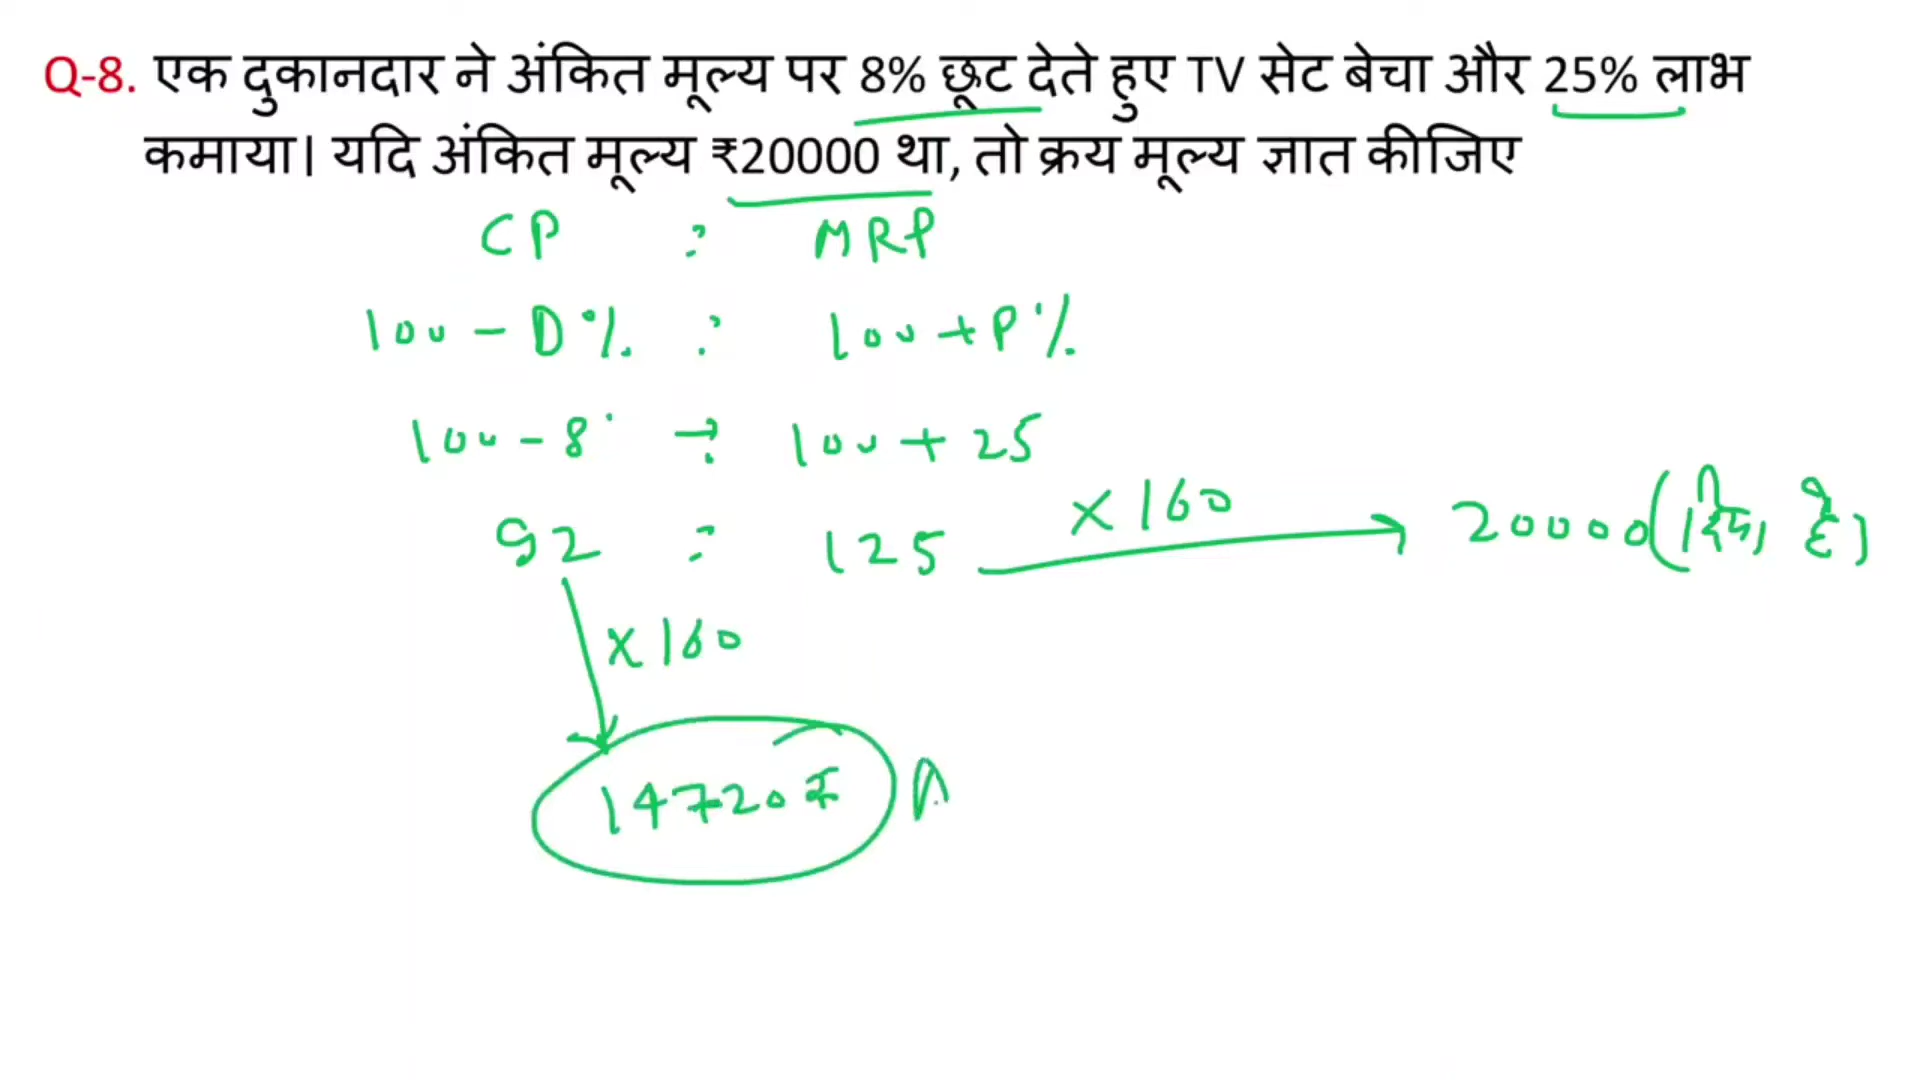 Q-8. एक दुकानदार ने अंकित मूल्य पर 8% छूट देते हुए TV सेट बेचा और 25% लाभ
कमाया। यदि अंकित मूल्य ₹20000 था, तो क्रय मूल्य ज्ञात कीजिए
CP : MRP
100 - D% : 100 + P%
100 - 8 : 100 + 25
92 : 125 × 160 → 20000 (दिया है)
× 160
14720 ₹ A